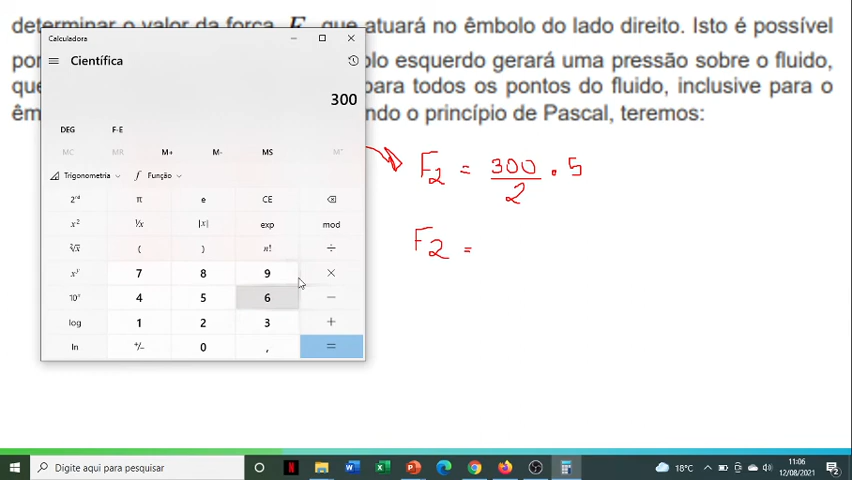 determinar o valor da força F que atuará no êmbolo do lado direito. Isto é possível
por olo esquerdo gerará uma pressão sobre o fluido,
que para todos os pontos do fluido, inclusive para o
êm ndo o princípio de Pascal, teremos:
Calculadora
Científica
300
DEG F-E
MC MR M+ M- MS M˅
Trigonometria ƒ Função
2ⁿᵈ π e CE
x² ¹⁄x |x| exp mod
²√x ( ) n! ÷
xʸ 7 8 9 ×
10ˣ 4 5 6 −
log 1 2 3 +
ln +/− 0 , =
F₂ = 300/2 . 5
F₂ =
Digite aqui para pesquisar
18°C
11:06
12/08/2021
2